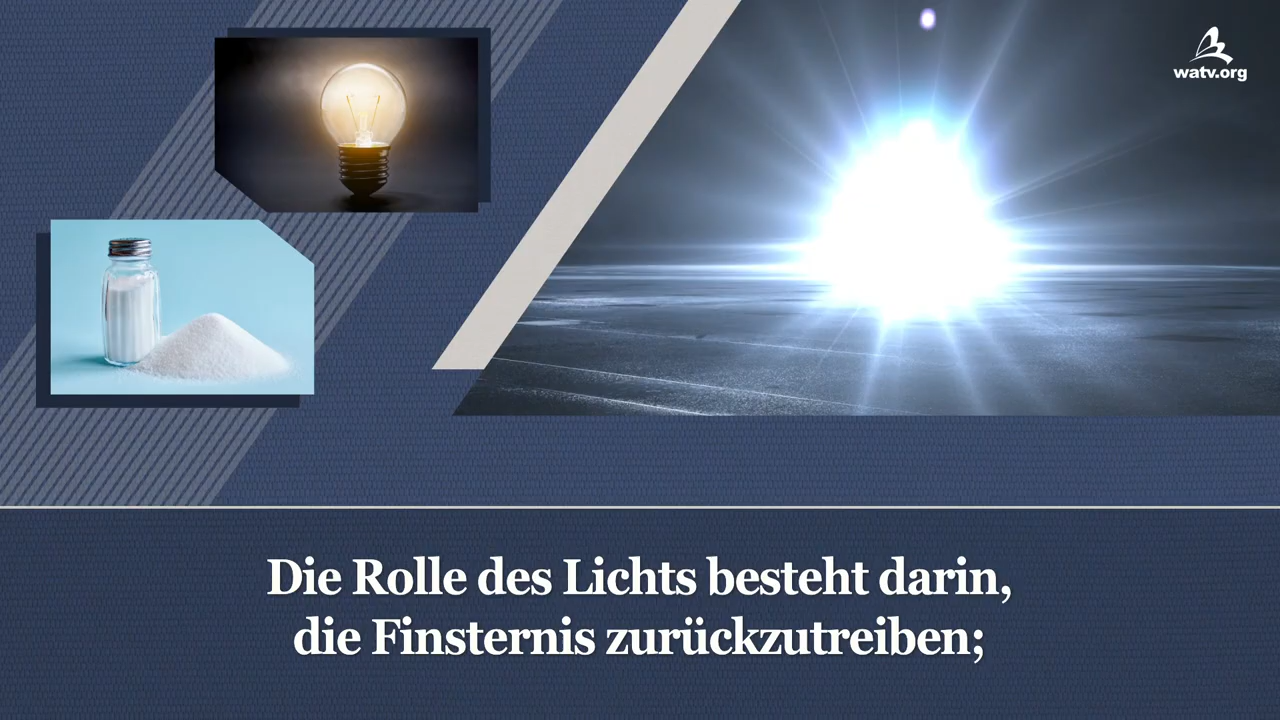 watv.org
Die Rolle des Lichts besteht darin,
die Finsternis zurückzutreiben;